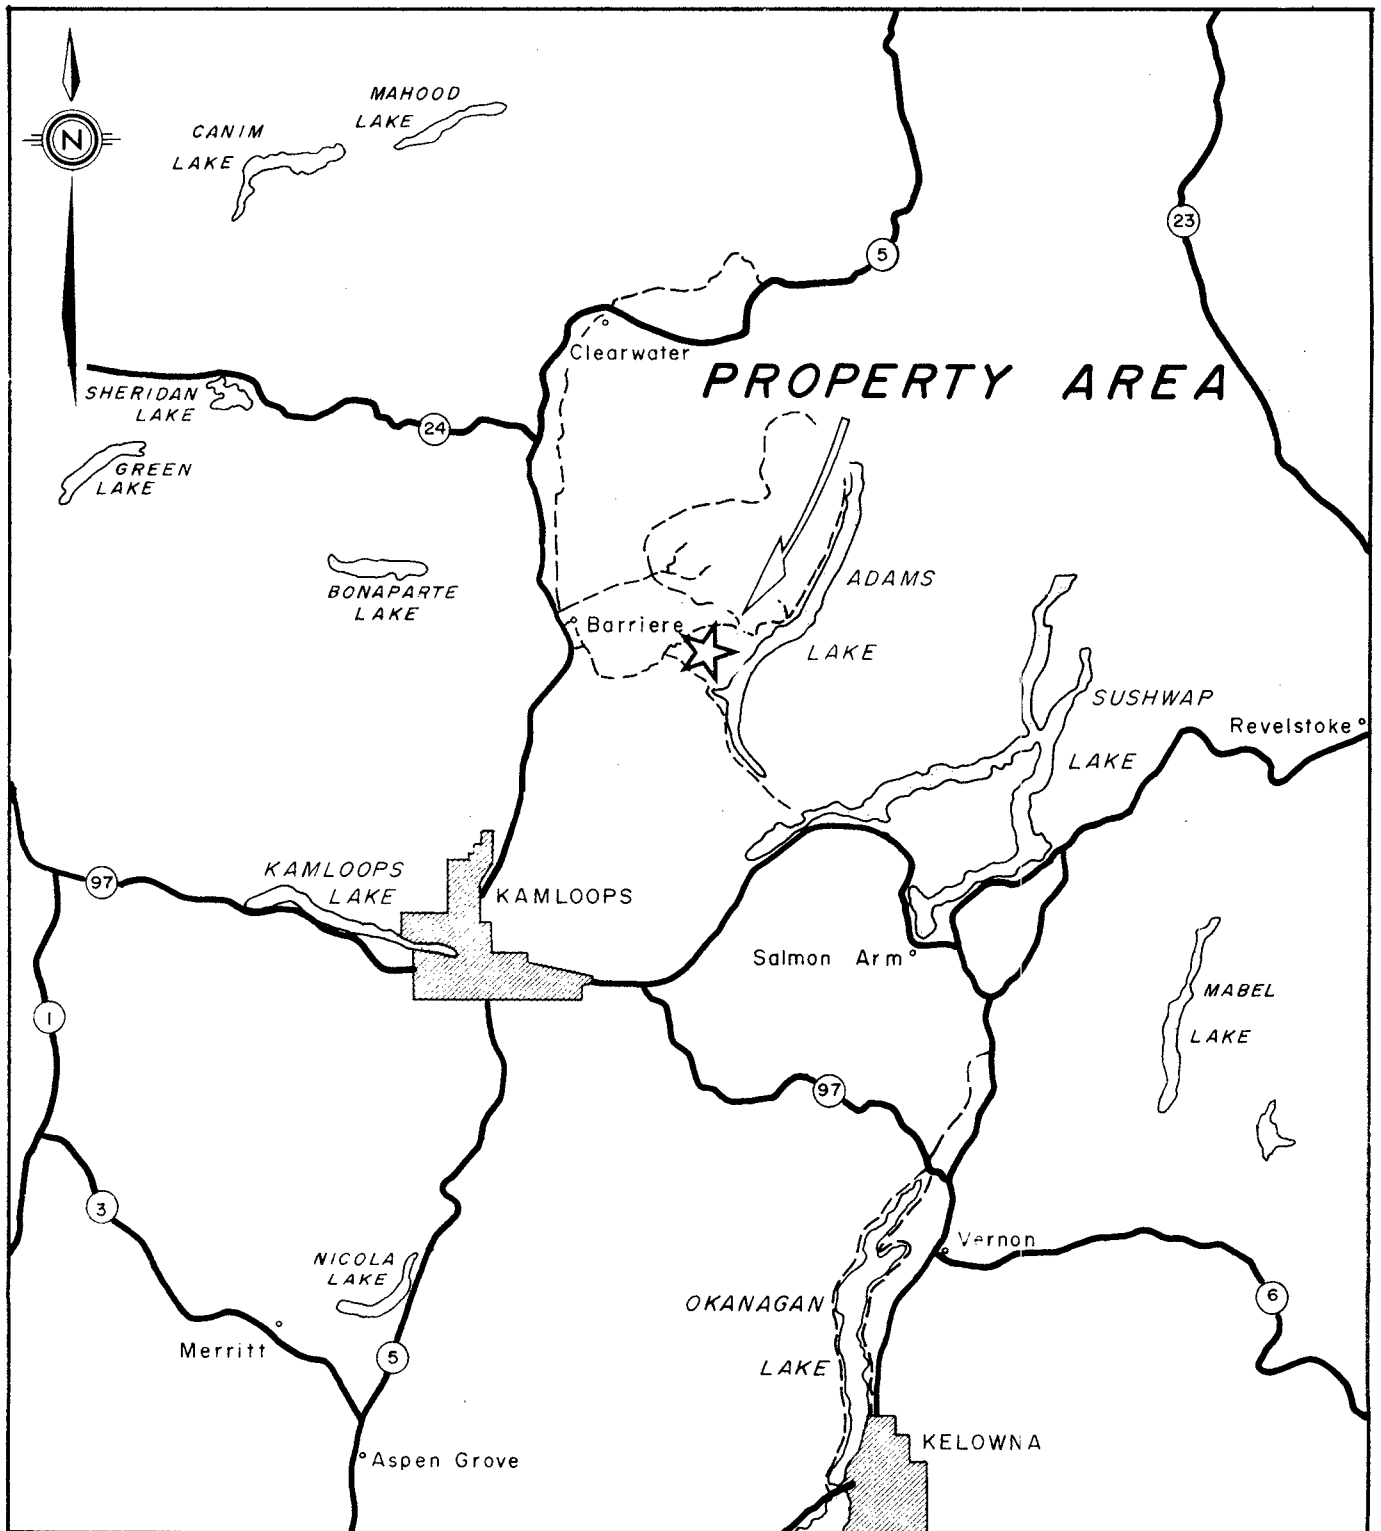 MAHOOD
LAKE
N
CANIM
LAKE
23
5
Clearwater
PROPERTY AREA
SHERIDAN
LAKE
24
GREEN
LAKE
BONAPARTE
LAKE
ADAMS
LAKE
Barriere
SUSHWAP
LAKE
Revelstoke
KAMLOOPS
LAKE
97
KAMLOOPS
Salmon Arm
MABEL
LAKE
1
97
3
NICOLA
LAKE
Vernon
OKANAGAN
LAKE
6
Merritt
5
KELOWNA
Aspen Grove